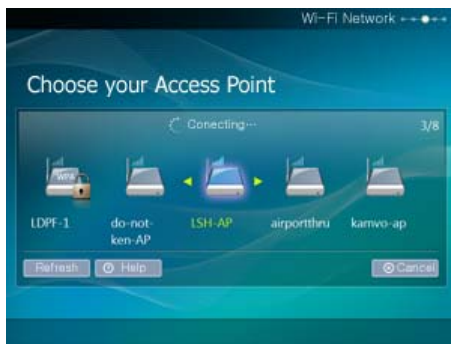 Wi-Fi Network
Choose your Access Point
Conecting...
3/8
WPA
LDPF-1
do-not-
ken-AP
LSH-AP
airportthru
kamvo-ap
Refresh
Help
Cancel